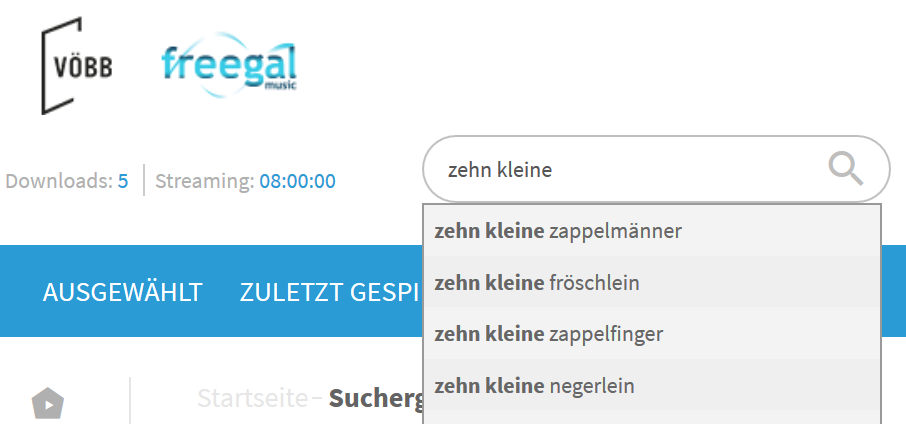 VÖBB
freegal
music
Downloads: 5 Streaming: 08:00:00
zehn kleine
zehn kleine zappelmänner
zehn kleine fröschlein
zehn kleine zappelfinger
zehn kleine negerlein
AUSGEWÄHLT ZULETZT GESPI
Startseite– Sucherg